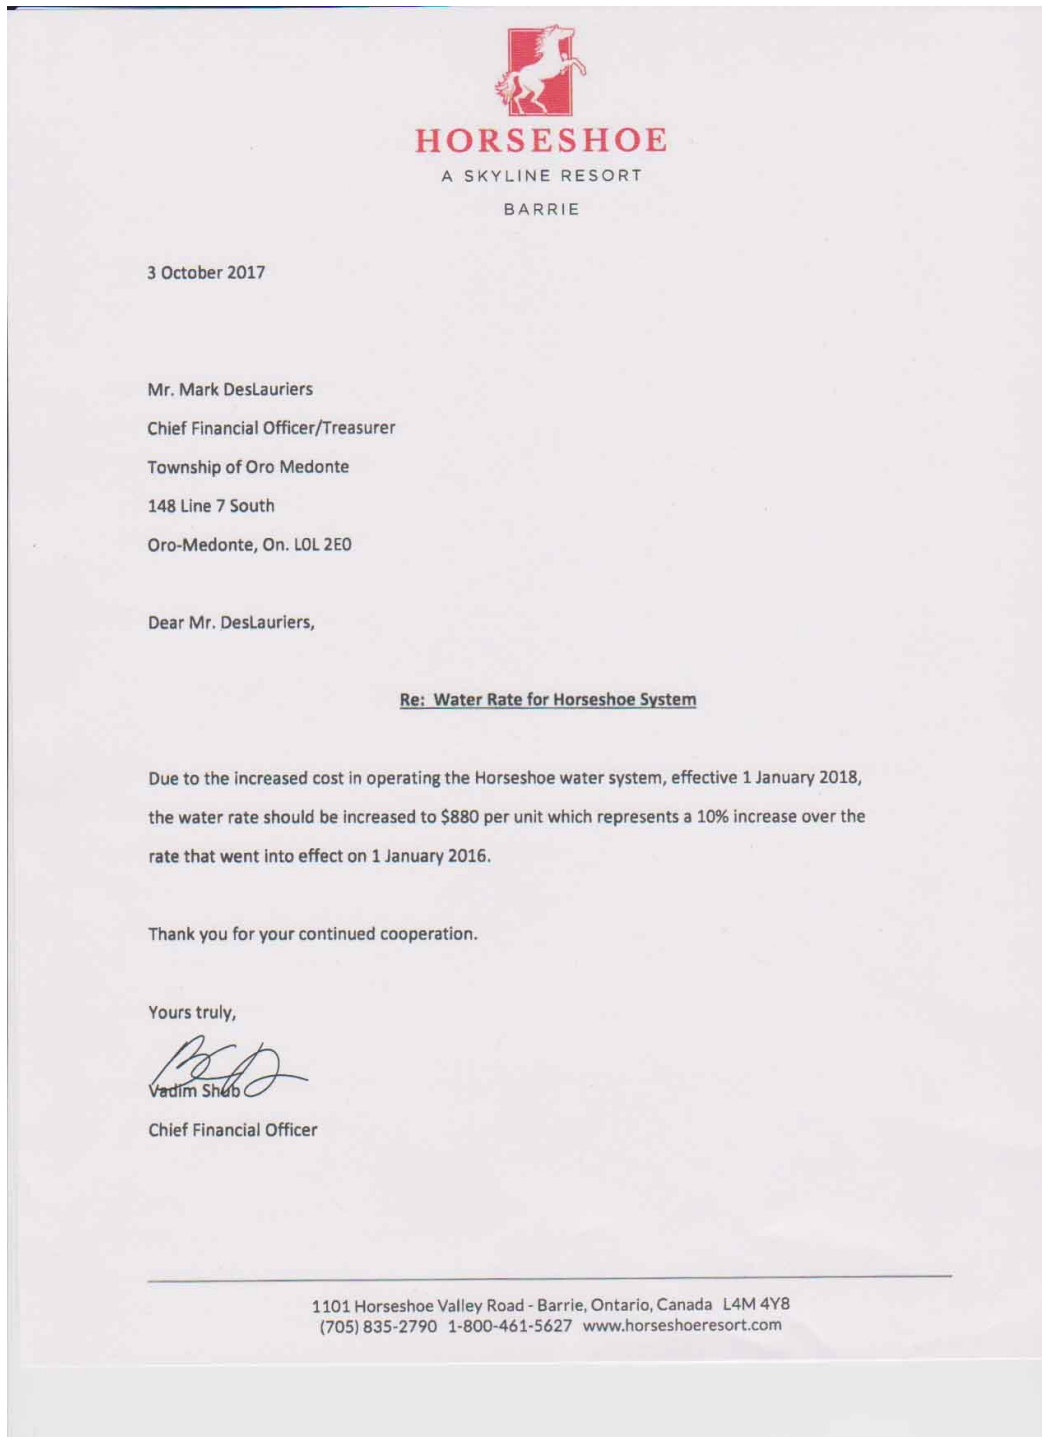 HORSESHOE
A SKYLINE RESORT
BARRIE
3 October 2017
Mr. Mark DesLauriers
Chief Financial Officer/Treasurer
Township of Oro Medonte
148 Line 7 South
Oro-Medonte, On. L0L 2E0
Dear Mr. DesLauriers,
Re: Water Rate for Horseshoe System
Due to the increased cost in operating the Horseshoe water system, effective 1 January 2018,
the water rate should be increased to $880 per unit which represents a 10% increase over the
rate that went into effect on 1 January 2016.
Thank you for your continued cooperation.
Yours truly,
Vadim Shub
Chief Financial Officer
1101 Horseshoe Valley Road - Barrie, Ontario, Canada L4M 4Y8
(705) 835-2790 1-800-461-5627 www.horseshoeresort.com